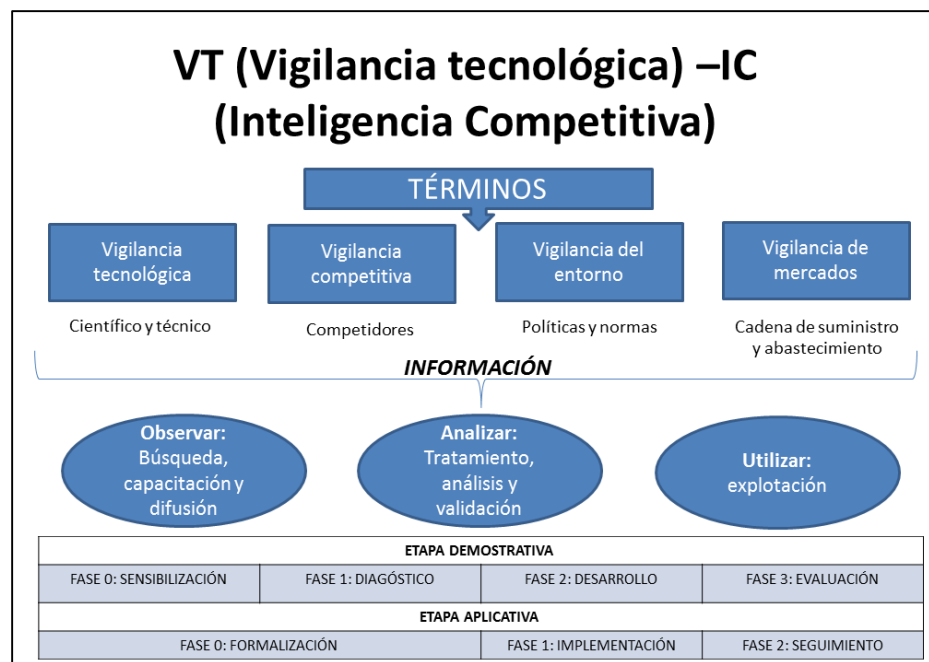 VT (Vigilancia tecnológica) –IC
(Inteligencia Competitiva)
TÉRMINOS
Vigilancia
tecnológica
Vigilancia
competitiva
Vigilancia del
entorno
Vigilancia de
mercados
Científico y técnico
Competidores
Políticas y normas
Cadena de suministro
y abastecimiento
INFORMACIÓN
Observar:
Búsqueda,
capacitación y
difusión
Analizar:
Tratamiento,
análisis y
validación
Utilizar:
explotación
ETAPA DEMOSTRATIVA
FASE 0: SENSIBILIZACIÓN
FASE 1: DIAGÓSTICO
FASE 2: DESARROLLO
FASE 3: EVALUACIÓN
ETAPA APLICATIVA
FASE 0: FORMALIZACIÓN
FASE 1: IMPLEMENTACIÓN
FASE 2: SEGUIMIENTO